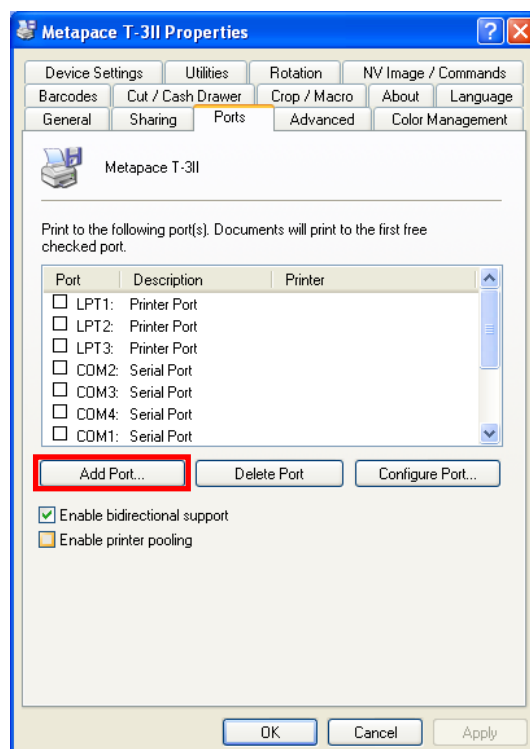 Metapace T-3II Properties
Device Settings Utilities Rotation NV Image / Commands
Barcodes Cut / Cash Drawer Crop / Macro About Language
General Sharing Ports Advanced Color Management
Metapace T-3II
Print to the following port(s). Documents will print to the first free
checked port.
Port Description Printer
LPT1: Printer Port
LPT2: Printer Port
LPT3: Printer Port
COM2: Serial Port
COM3: Serial Port
COM4: Serial Port
COM1: Serial Port
Add Port... Delete Port Configure Port...
Enable bidirectional support
Enable printer pooling
OK Cancel Apply